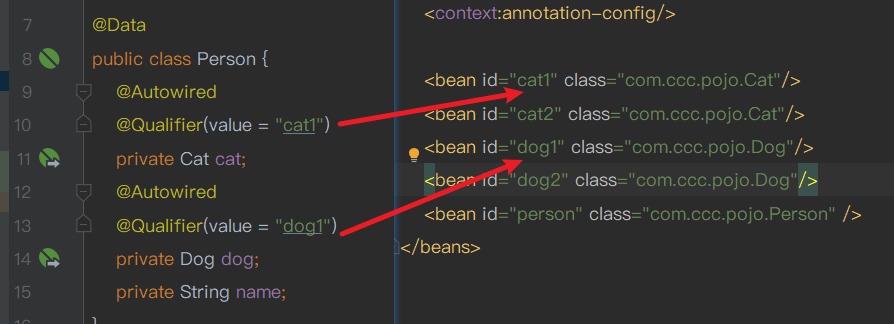 7 @Data
8 public class Person {
9 @Autowired
10 @Qualifier(value = "cat1")
11 private Cat cat;
12 @Autowired
13 @Qualifier(value = "dog1")
14 private Dog dog;
15 private String name;
<context:annotation-config/>
<bean id="cat1" class="com.ccc.pojo.Cat"/>
<bean id="cat2" class="com.ccc.pojo.Cat"/>
<bean id="dog1" class="com.ccc.pojo.Dog"/>
<bean id="dog2" class="com.ccc.pojo.Dog"/>
<bean id="person" class="com.ccc.pojo.Person" />
</beans>